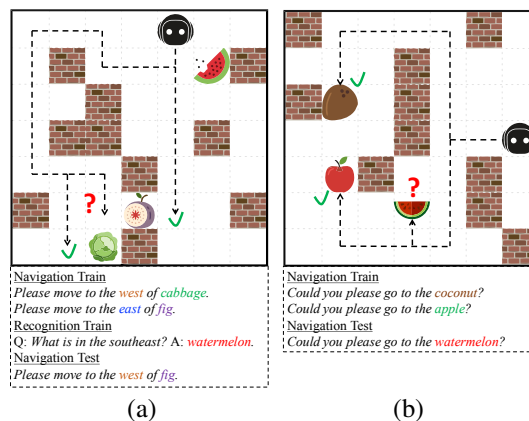 ?
Navigation Train
Please move to the west of cabbage.
Please move to the east of fig.
Recognition Train
Q: What is in the southeast? A: watermelon.
Navigation Test
Please move to the west of fig.
(a)
?
Navigation Train
Could you please go to the coconut?
Could you please go to the apple?
Navigation Test
Could you please go to the watermelon?
(b)